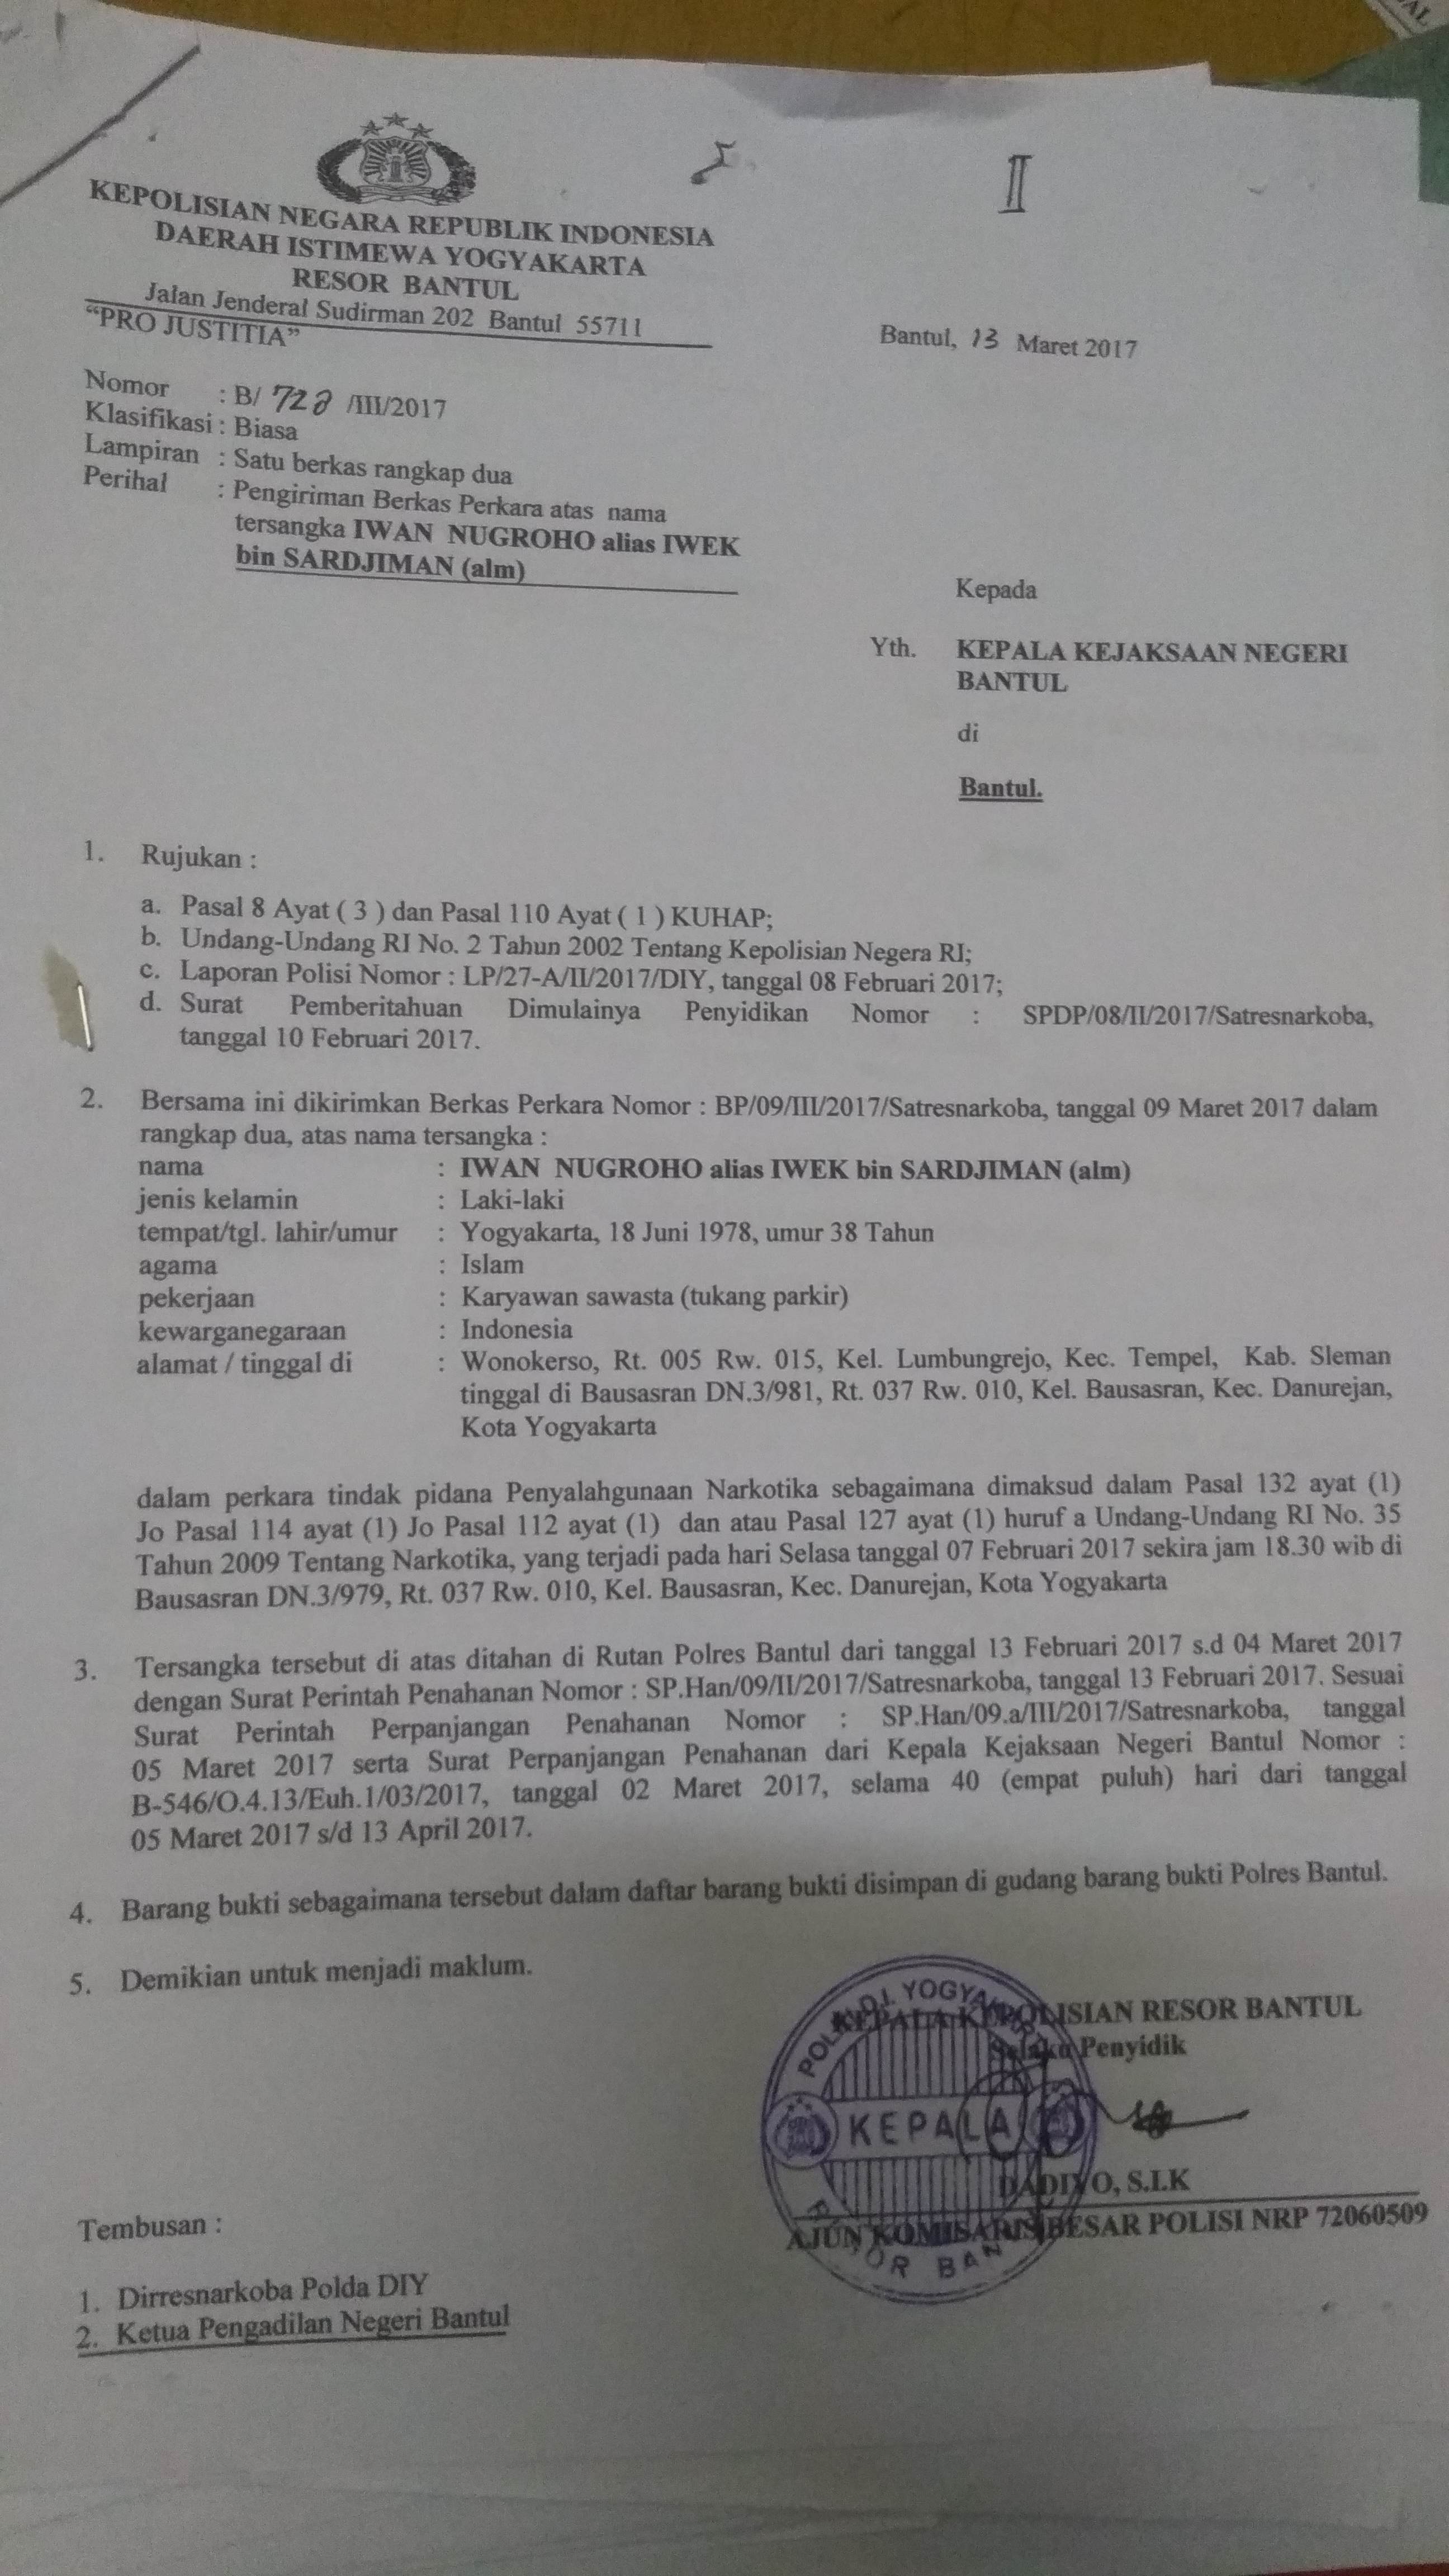 KEPOLISIAN NEGARA REPUBLIK INDONESIA
DAERAH ISTIMEWA YOGYAKARTA
RESOR BANTUL
Jalan Jenderal Sudirman 202 Bantul 55711
“PRO JUSTITIA”
Bantul, 13 Maret 2017
II
Nomor : B/ 728 /III/2017
Klasifikasi : Biasa
Lampiran : Satu berkas rangkap dua
Perihal : Pengiriman Berkas Perkara atas nama
tersangka IWAN NUGROHO alias IWEK
bin SARDJIMAN (alm)
Kepada
Yth. KEPALA KEJAKSAAN NEGERI
BANTUL
di
Bantul.
1. Rujukan :
a. Pasal 8 Ayat ( 3 ) dan Pasal 110 Ayat ( 1 ) KUHAP;
b. Undang-Undang RI No. 2 Tahun 2002 Tentang Kepolisian Negera RI;
c. Laporan Polisi Nomor : LP/27-A/II/2017/DIY, tanggal 08 Februari 2017;
d. Surat Pemberitahuan Dimulainya Penyidikan Nomor : SPDP/08/II/2017/Satresnarkoba,
tanggal 10 Februari 2017.
2. Bersama ini dikirimkan Berkas Perkara Nomor : BP/09/III/2017/Satresnarkoba, tanggal 09 Maret 2017 dalam
rangkap dua, atas nama tersangka :
nama : IWAN NUGROHO alias IWEK bin SARDJIMAN (alm)
jenis kelamin : Laki-laki
tempat/tgl. lahir/umur : Yogyakarta, 18 Juni 1978, umur 38 Tahun
agama : Islam
pekerjaan : Karyawan sawasta (tukang parkir)
kewarganegaraan : Indonesia
alamat / tinggal di : Wonokerso, Rt. 005 Rw. 015, Kel. Lumbungrejo, Kec. Tempel, Kab. Sleman
tinggal di Bausasran DN.3/981, Rt. 037 Rw. 010, Kel. Bausasran, Kec. Danurejan,
Kota Yogyakarta
dalam perkara tindak pidana Penyalahgunaan Narkotika sebagaimana dimaksud dalam Pasal 132 ayat (1)
Jo Pasal 114 ayat (1) Jo Pasal 112 ayat (1) dan atau Pasal 127 ayat (1) huruf a Undang-Undang RI No. 35
Tahun 2009 Tentang Narkotika, yang terjadi pada hari Selasa tanggal 07 Februari 2017 sekira jam 18.30 wib di
Bausasran DN.3/979, Rt. 037 Rw. 010, Kel. Bausasran, Kec. Danurejan, Kota Yogyakarta
3. Tersangka tersebut di atas ditahan di Rutan Polres Bantul dari tanggal 13 Februari 2017 s.d 04 Maret 2017
dengan Surat Perintah Penahanan Nomor : SP.Han/09/II/2017/Satresnarkoba, tanggal 13 Februari 2017. Sesuai
Surat Perintah Perpanjangan Penahanan Nomor : SP.Han/09.a/III/2017/Satresnarkoba, tanggal
05 Maret 2017 serta Surat Perpanjangan Penahanan dari Kepala Kejaksaan Negeri Bantul Nomor :
B-546/O.4.13/Euh.1/03/2017, tanggal 02 Maret 2017, selama 40 (empat puluh) hari dari tanggal
05 Maret 2017 s/d 13 April 2017.
4. Barang bukti sebagaimana tersebut dalam daftar barang bukti disimpan di gudang barang bukti Polres Bantul.
5. Demikian untuk menjadi maklum.
KEPALA KEPOLISIAN RESOR BANTUL
Selaku Penyidik
KEPALA
DADIYO, S.I.K
AJUN KOMISARIS BESAR POLISI NRP 72060509
Tembusan :
1. Dirresnarkoba Polda DIY
2. Ketua Pengadilan Negeri Bantul